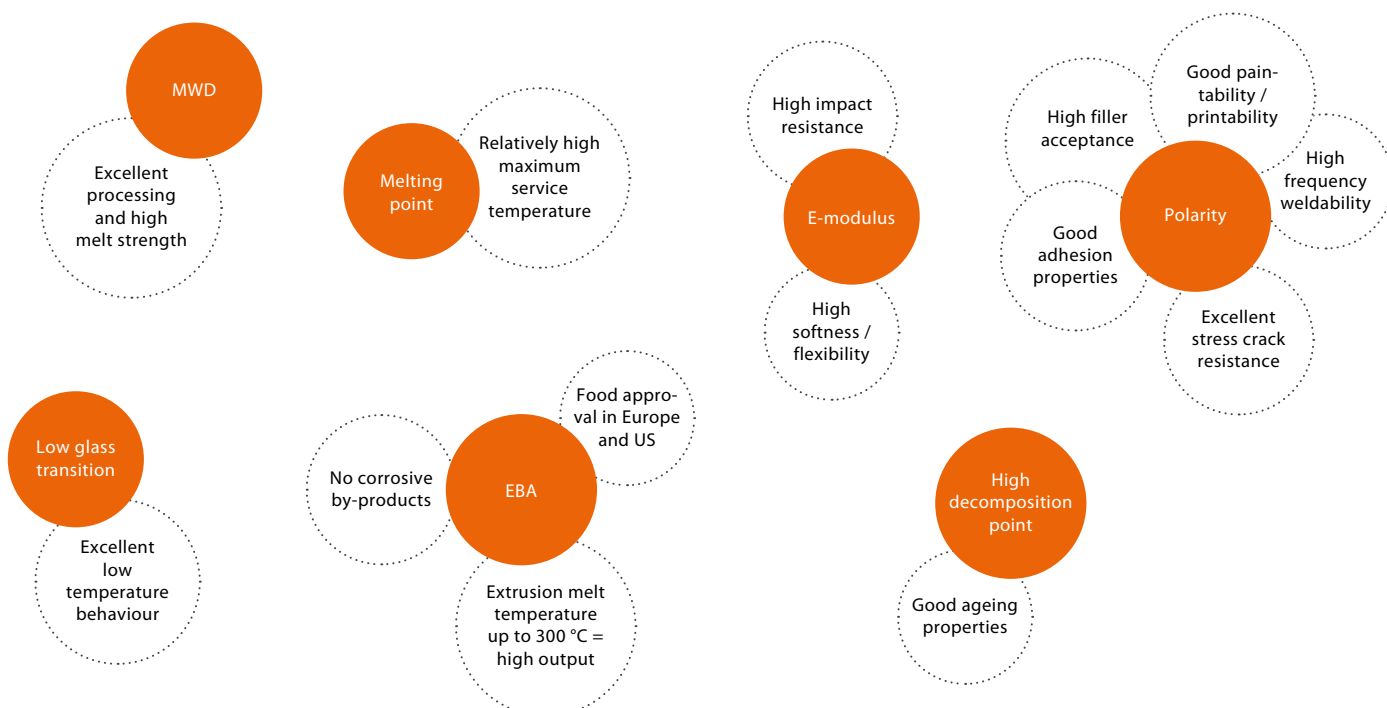 MWD
Excellent
processing
and high
melt strength
Melting
point
Relatively high
maximum
service
temperature
High impact
resistance
E-modulus
High
softness /
flexibility
Good pain-
tability /
printability
High filler
acceptance
High
frequency
weldability
Polarity
Good
adhesion
properties
Excellent
stress crack
resistance
Low glass
transition
Excellent
low
temperature
behaviour
Food appro-
val in Europe
and US
No corrosive
by-products
EBA
Extrusion melt
temperature
up to 300 °C =
high output
High
decomposition
point
Good ageing
properties